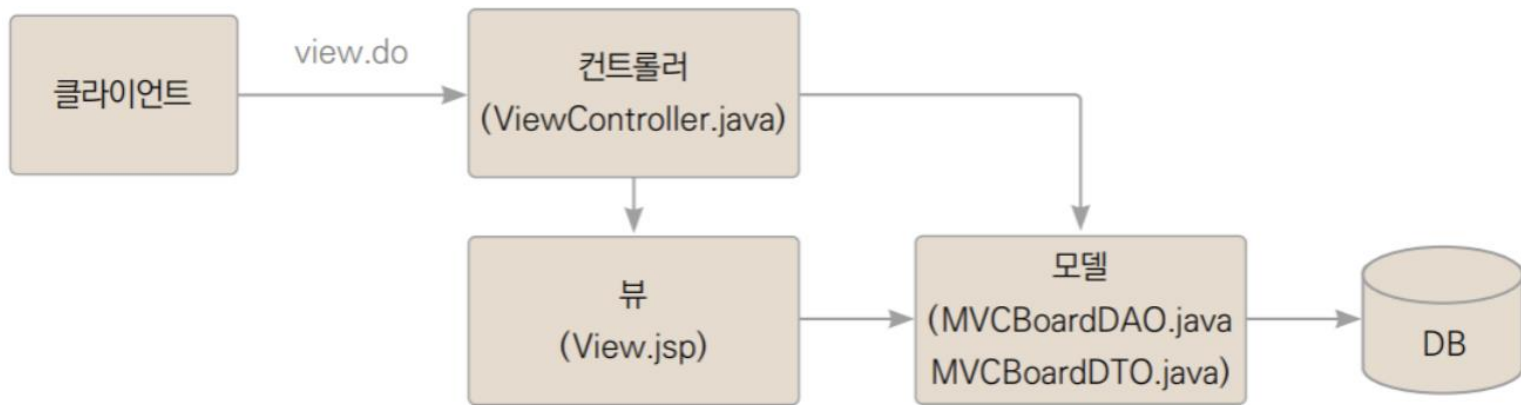 클라이언트
view.do
컨트롤러
(ViewController.java)
뷰
(View.jsp)
모델
(MVCBoardDAO.java
MVCBoardDTO.java)
DB